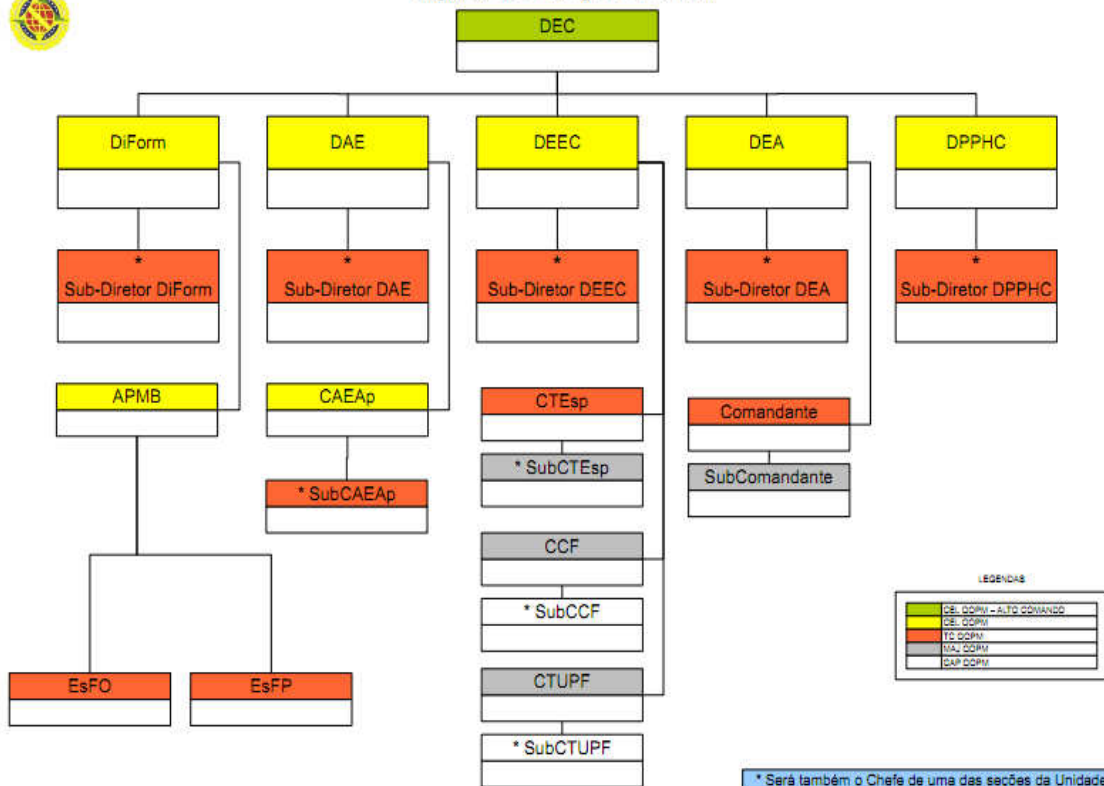 DEC
DiForm
DAE
DEEC
DEA
DPPHC
*
Sub-Diretor DiForm
*
Sub-Diretor DAE
*
Sub-Diretor DEEC
*
Sub-Diretor DEA
*
Sub-Diretor DPPHC
APMB
CAEAp
CTEsp
Comandante
* SubCAEAp
* SubCTEsp
SubComandante
CCF
* SubCCF
EsFO
EsFP
CTUPF
* SubCTUPF
LEGENDAS
CEL QOPM – ALTO COMANDO
CEL QOPM
TC QOPM
MAJ QOPM
CAP QOPM
* Será também o Chefe de uma das seções da Unidade